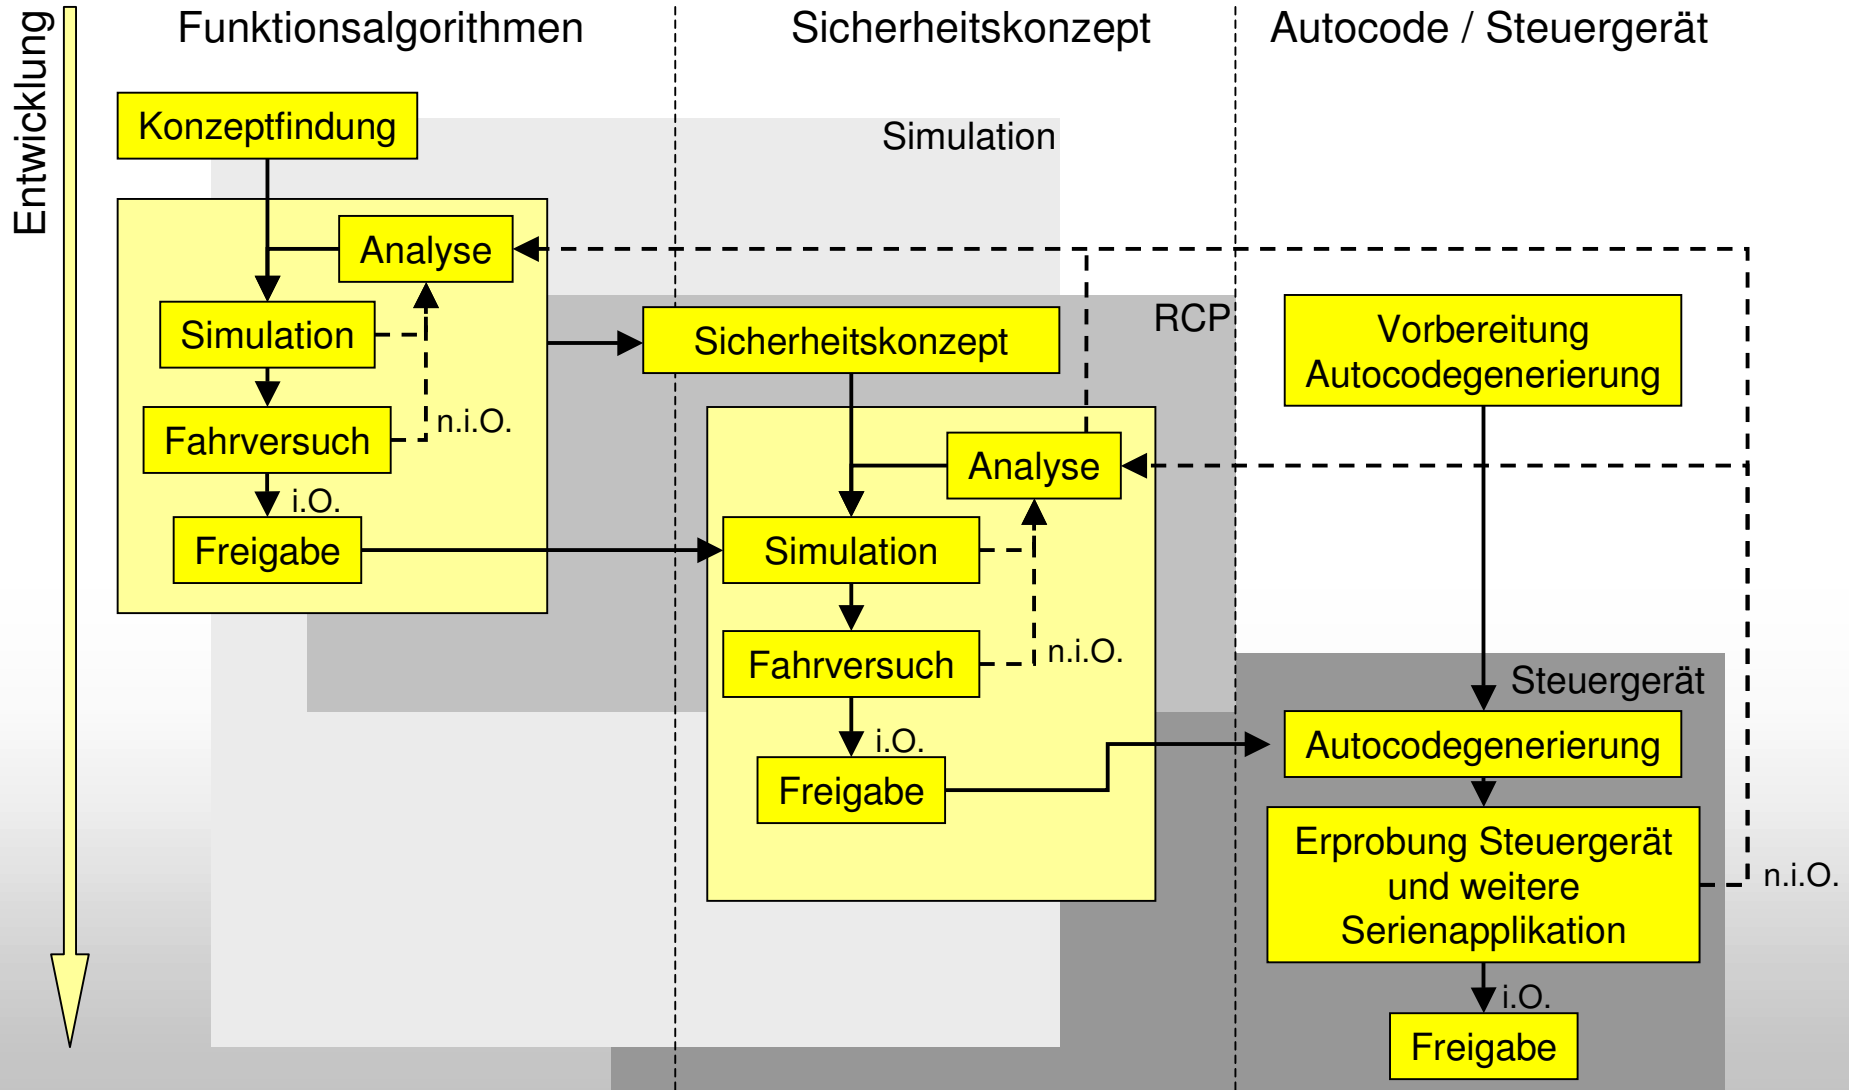 Entwicklung
Funktionsalgorithmen
Sicherheitskonzept
Autocode / Steuergerät
Konzeptfindung
Simulation
Analyse
Simulation
Fahrversuch
n.i.O.
i.O.
Freigabe
RCP
Sicherheitskonzept
Analyse
Simulation
Fahrversuch
n.i.O.
i.O.
Freigabe
Vorbereitung
Autocodegenerierung
Steuergerät
Autocodegenerierung
Erprobung Steuergerät
und weitere
Serienapplikation
n.i.O.
i.O.
Freigabe